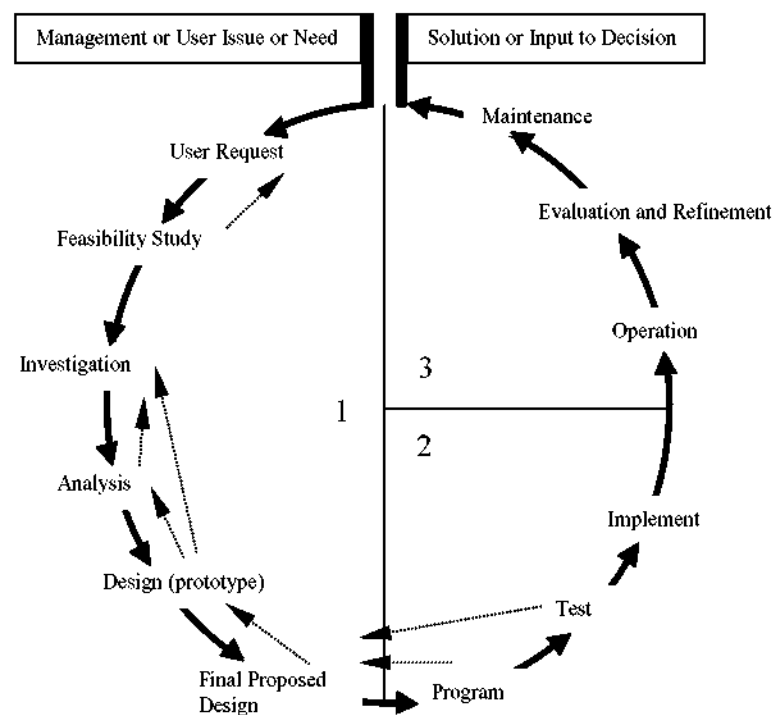 Management or User Issue or Need
Solution or Input to Decision
Maintenance
User Request
Evaluation and Refinement
Feasibility Study
Operation
Investigation
3
1
2
Analysis
Implement
Design (prototype)
Test
Final Proposed
Design
Program